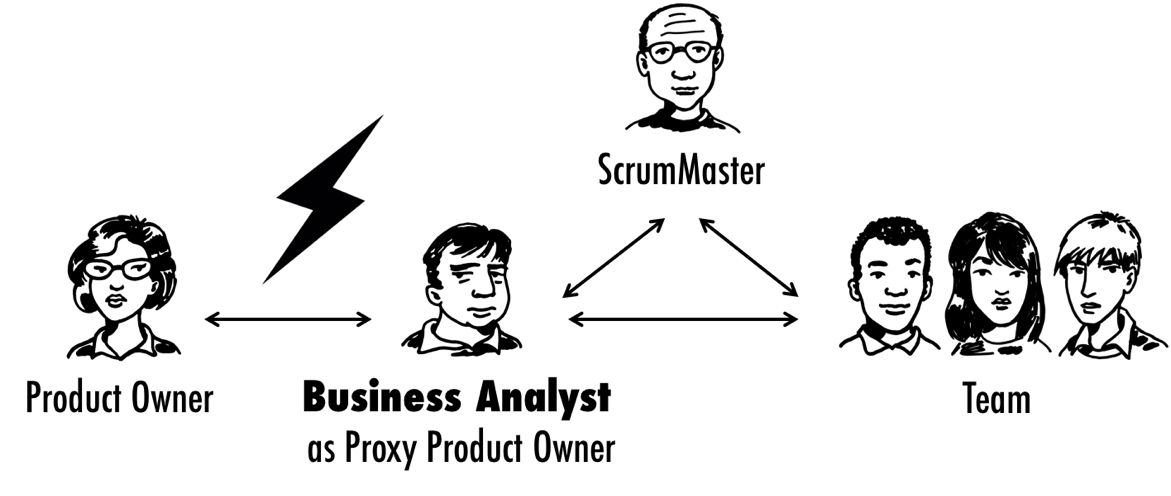 ScrumMaster
Product Owner
Business Analyst
as Proxy Product Owner
Team